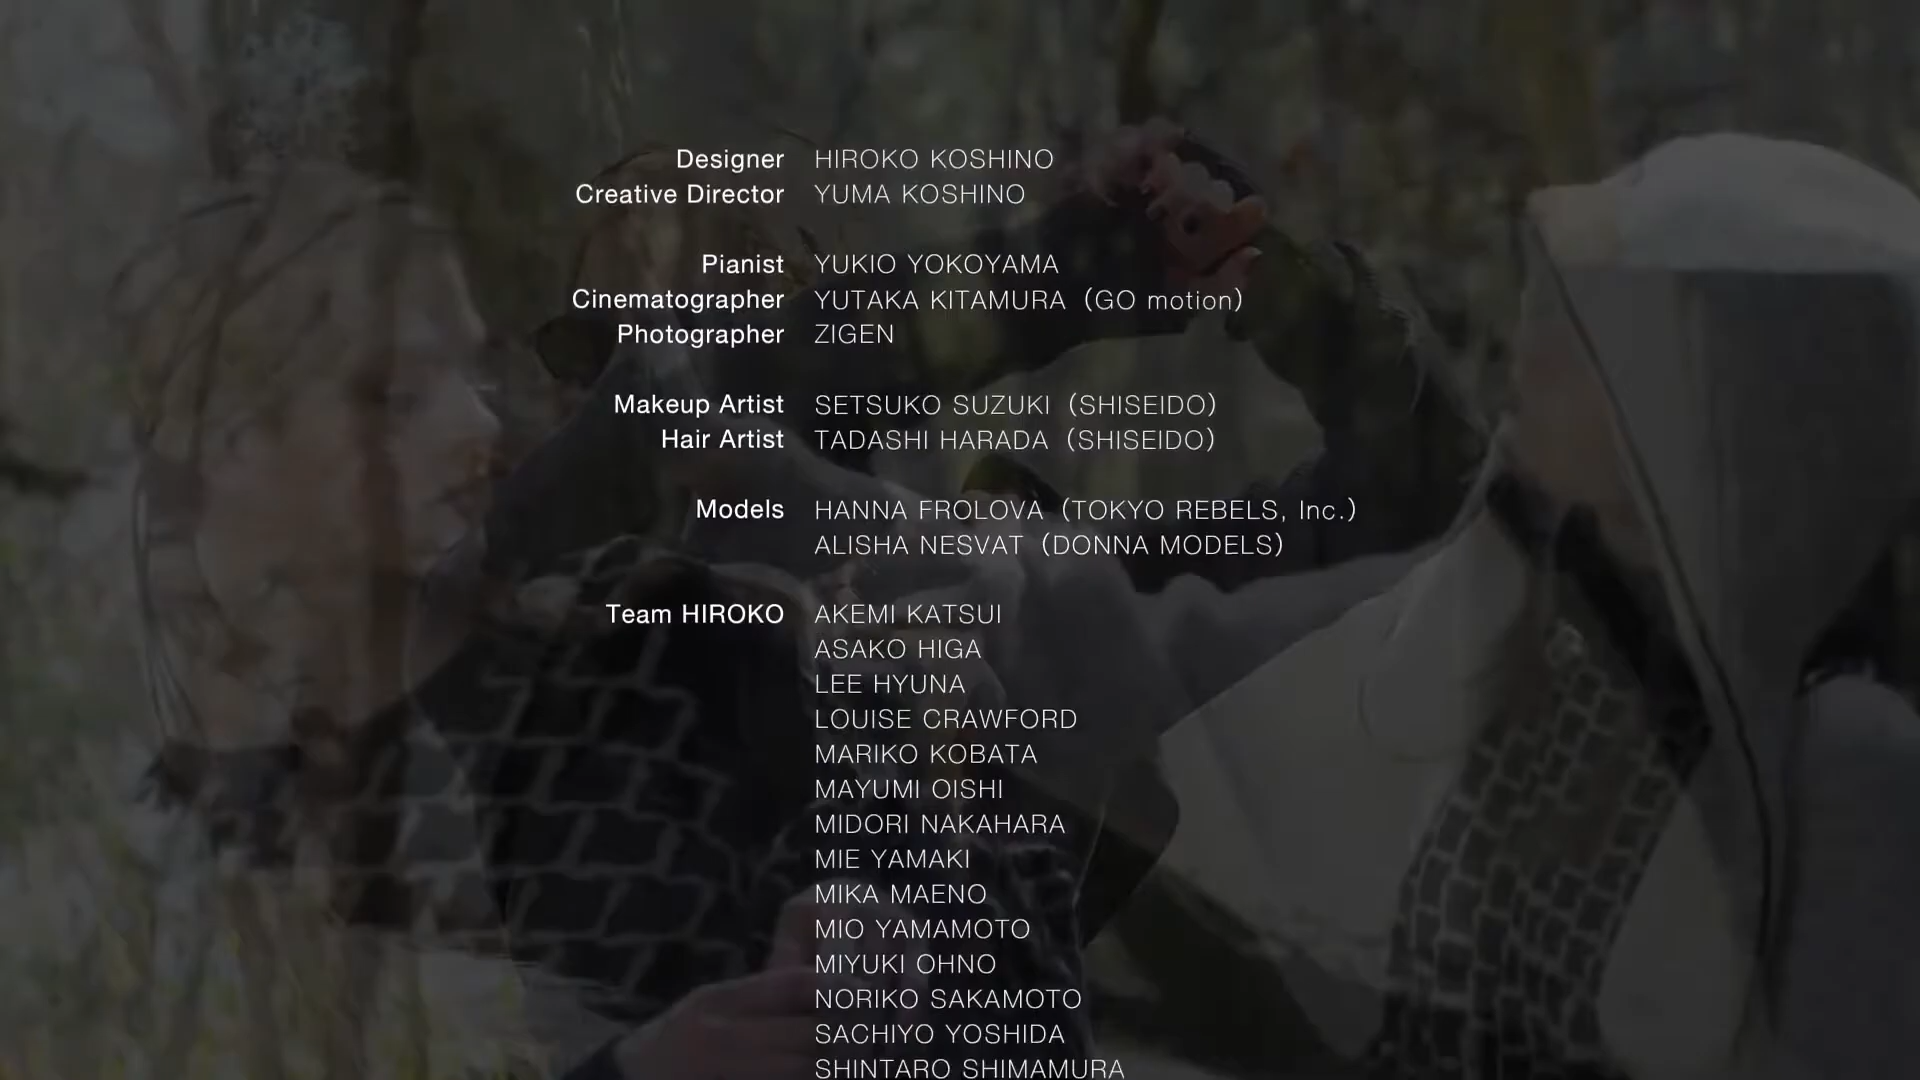 Designer HIROKO KOSHINO
Creative Director YUMA KOSHINO
Pianist YUKIO YOKOYAMA
Cinematographer YUTAKA KITAMURA (GO motion)
Photographer ZIGEN
Makeup Artist SETSUKO SUZUKI (SHISEIDO)
Hair Artist TADASHI HARADA (SHISEIDO)
Models HANNA FROLOVA (TOKYO REBELS, Inc.)
ALISHA NESVAT (DONNA MODELS)
Team HIROKO AKEMI KATSUI
ASAKO HIGA
LEE HYUNA
LOUISE CRAWFORD
MARIKO KOBATA
MAYUMI OISHI
MIDORI NAKAHARA
MIE YAMAKI
MIKA MAENO
MIO YAMAMOTO
MIYUKI OHNO
NORIKO SAKAMOTO
SACHIYO YOSHIDA
SHINTARO SHIMAMURA